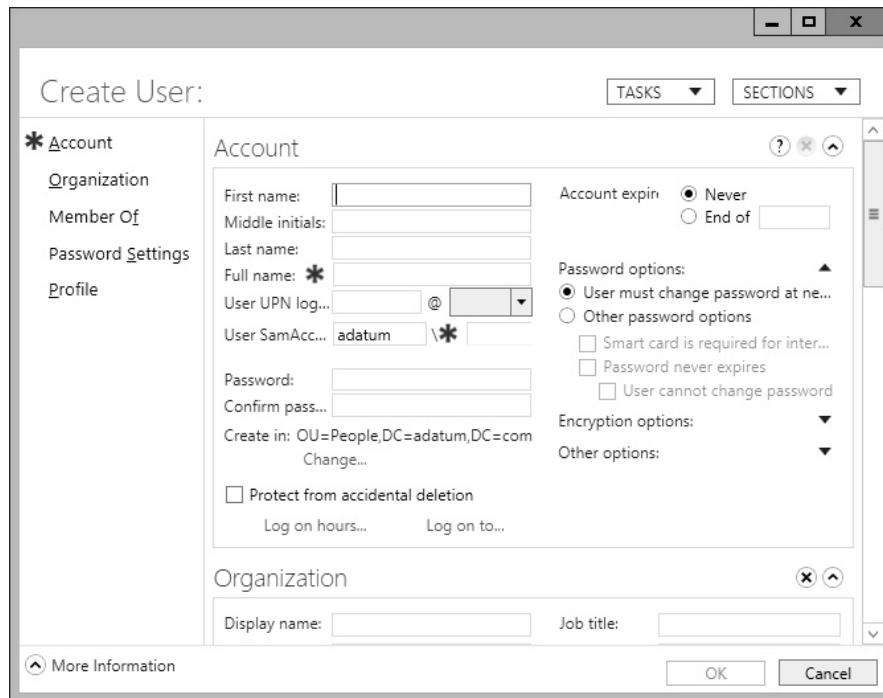 Create User:
TASKS
SECTIONS
Account
Organization
Member Of
Password Settings
Profile
Account
First name:
Middle initials:
Last name:
Full name: *
User UPN log... @
User SamAcc... adatum \*
Password:
Confirm pass...
Create in: OU=People,DC=adatum,DC=com
Change...
Protect from accidental deletion
Log on hours... Log on to...
Account expire
Never
End of
Password options:
User must change password at ne...
Other password options
Smart card is required for inter...
Password never expires
User cannot change password
Encryption options:
Other options:
Organization
Display name:
Job title:
More Information
OK
Cancel